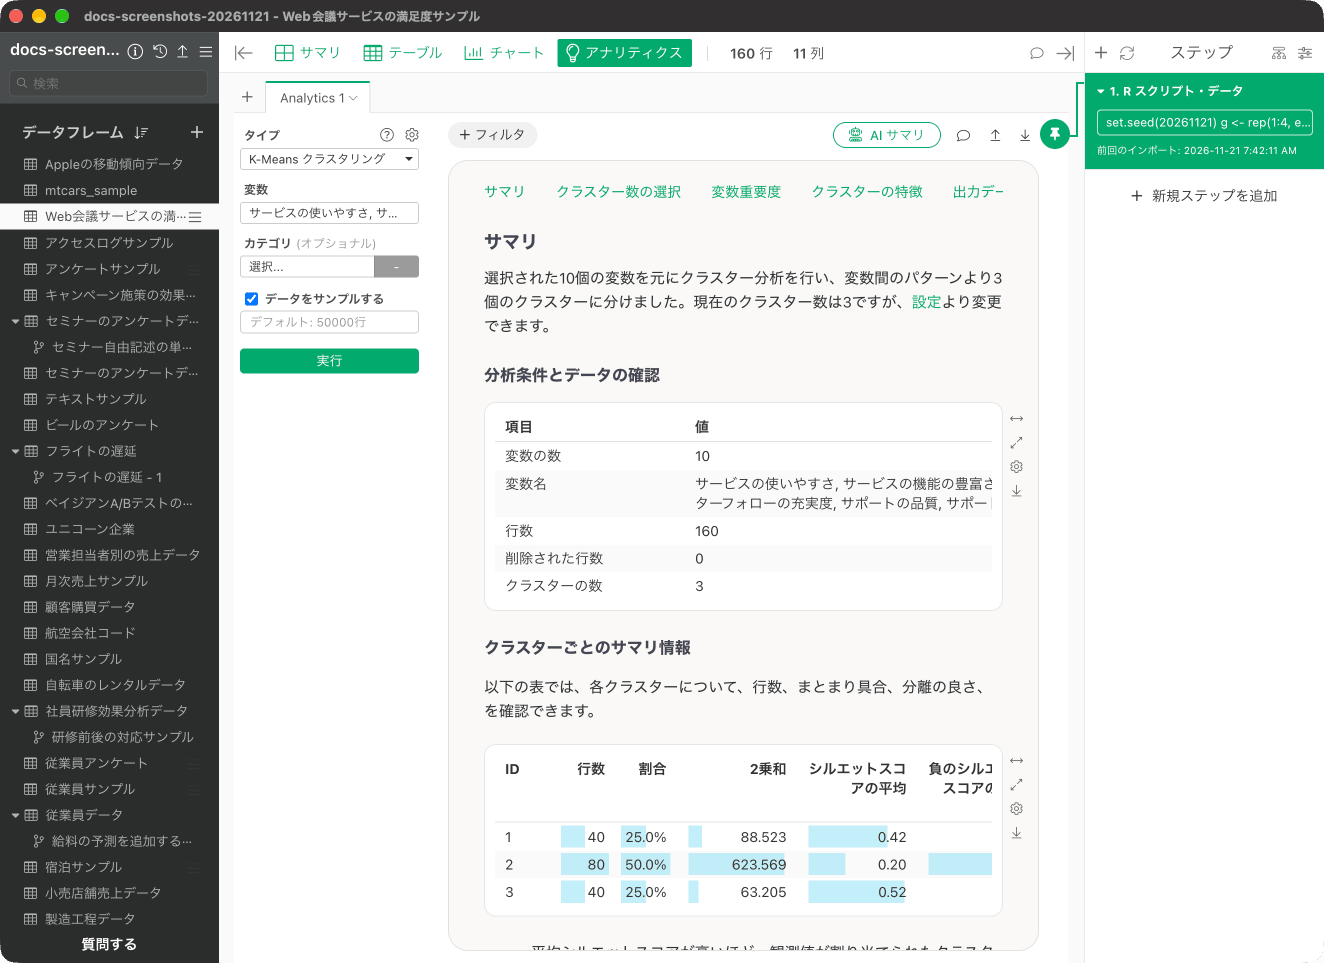 docs-screenshots-20261121 - Web会議サービスの満足度サンプル
docs-screen...
検索
データフレーム
Appleの移動傾向データ
mtcars_sample
Web会議サービスの満…
アクセスログサンプル
アンケートサンプル
キャンペーン施策の効果…
セミナーのアンケートデ…
セミナー自由記述の単…
セミナーのアンケートデ…
テキストサンプル
ビールのアンケート
フライトの遅延
フライトの遅延 - 1
ベイジアンA/Bテストの…
ユニコーン企業
営業担当者別の売上データ
月次売上サンプル
顧客購買データ
航空会社コード
国名サンプル
自転車のレンタルデータ
社員研修効果分析データ
研修前後の対応サンプル
従業員アンケート
従業員サンプル
従業員データ
給料の予測を追加する…
宿泊サンプル
小売店舗売上データ
製造工程データ
質問する
サマリ テーブル チャート アナリティクス 160 行 11 列
Analytics 1
タイプ
K-Means クラスタリング
変数
サービスの使いやすさ, サ...
カテゴリ (オプショナル)
選択... -
データをサンプルする
デフォルト: 50000行
実行
+ フィルタ
AI サマリ
サマリ クラスター数の選択 変数重要度 クラスターの特徴 出力デー
サマリ
選択された10個の変数を元にクラスター分析を行い、変数間のパターンより3
個のクラスターに分けました。現在のクラスター数は3ですが、設定より変更
できます。
分析条件とデータの確認
項目 値
変数の数 10
変数名 サービスの使いやすさ, サービスの機能の豊富さ
ターフォローの充実度, サポートの品質, サポート
行数 160
削除された行数 0
クラスターの数 3
クラスターごとのサマリ情報
以下の表では、各クラスターについて、行数、まとまり具合、分離の良さ、
を確認できます。
ID 行数 割合 2乗和 シルエットスコ 負のシルエ
アの平均 スコアの
1 40 25.0% 88.523 0.42
2 80 50.0% 623.569 0.20
3 40 25.0% 63.205 0.52
ステップ
1. R スクリプト・データ
set.seed(20261121) g <- rep(1:4, e...
前回のインポート: 2026-11-21 7:42:11 AM
+ 新規ステップを追加